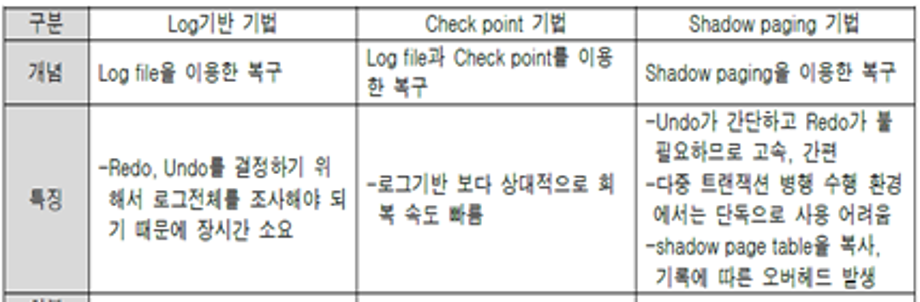 구분
Log기반 기법
Check point 기법
Shadow paging 기법
개념
Log file을 이용한 복구
Log file과 Check point를 이용
한 복구
Shadow paging을 이용한 복구
특징
-Redo, Undo를 결정하기 위
해서 로그전체를 조사해야 되
기 때문에 장시간 소요
-로그기반 보다 상대적으로 회
복 속도 빠름
-Undo가 간단하고 Redo가 불
필요하므로 고속, 간편
-다중 트랜잭션 병행 수행 환경
에서는 단독으로 사용 어려움
-shadow page table을 복사,
기록에 따른 오버헤드 발생